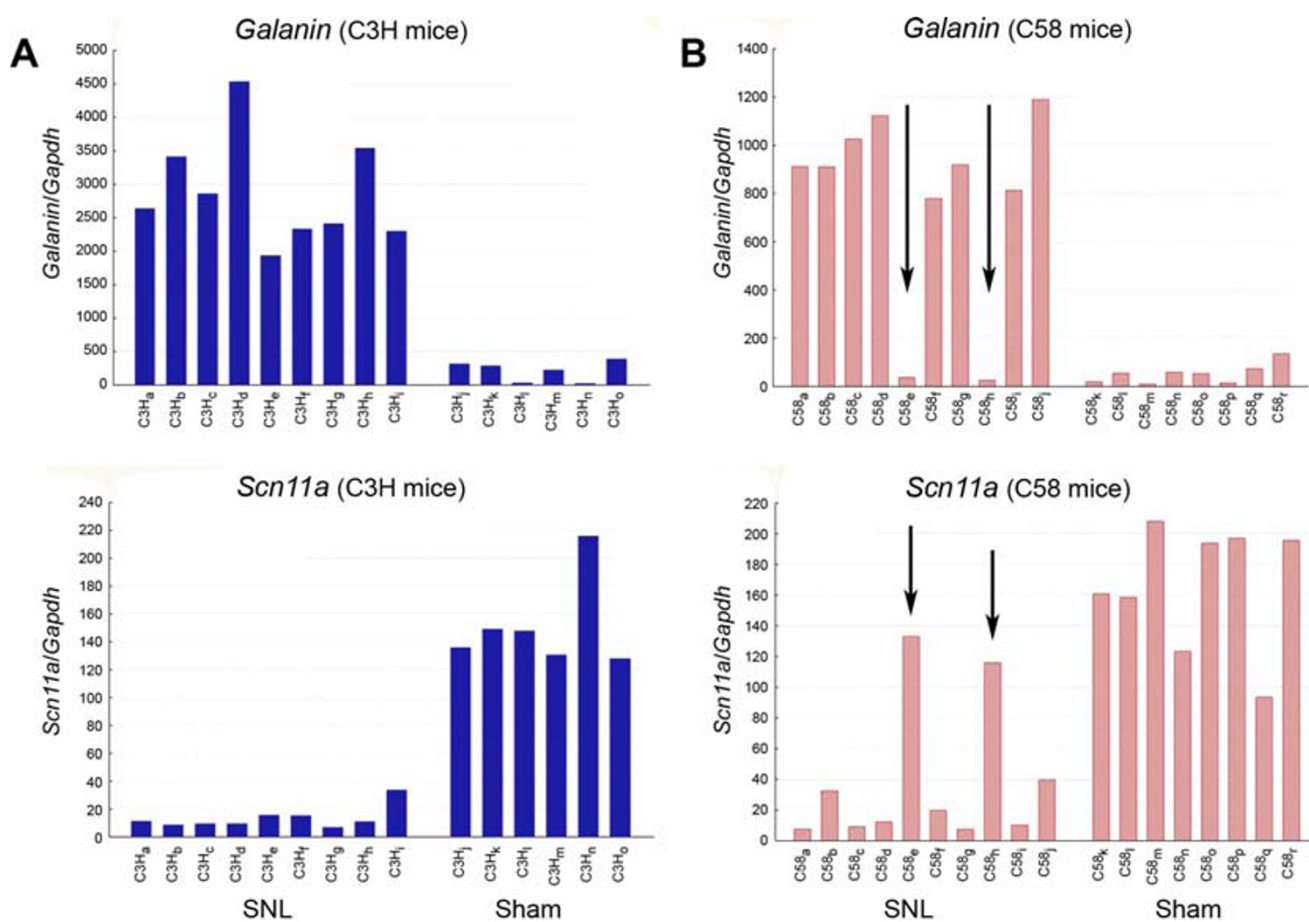 A
Galanin (C3H mice)
Galanin/Gapdh
5000
4500
4000
3500
3000
2500
2000
1500
1000
500
0
C3Ha
C3Hb
C3Hc
C3Hd
C3He
C3Hf
C3Hg
C3Hh
C3Hi
C3Hj
C3Hk
C3Hl
C3Hm
C3Hn
C3Ho
B
Galanin (C58 mice)
Galanin/Gapdh
1400
1200
1000
800
600
400
200
0
C58a
C58b
C58c
C58d
C58e
C58f
C58g
C58h
C58i
C58j
C58k
C58l
C58m
C58n
C58o
C58p
C58q
C58r
Scn11a (C3H mice)
Scn11a/Gapdh
240
220
200
180
160
140
120
100
80
60
40
20
0
C3Ha
C3Hb
C3Hc
C3Hd
C3He
C3Hf
C3Hg
C3Hh
C3Hi
C3Hj
C3Hk
C3Hl
C3Hm
C3Hn
C3Ho
SNL
Sham
Scn11a (C58 mice)
Scn11a/Gapdh
220
200
180
160
140
120
100
80
60
40
20
0
C58a
C58b
C58c
C58d
C58e
C58f
C58g
C58h
C58i
C58j
C58k
C58l
C58m
C58n
C58o
C58p
C58q
C58r
SNL
Sham